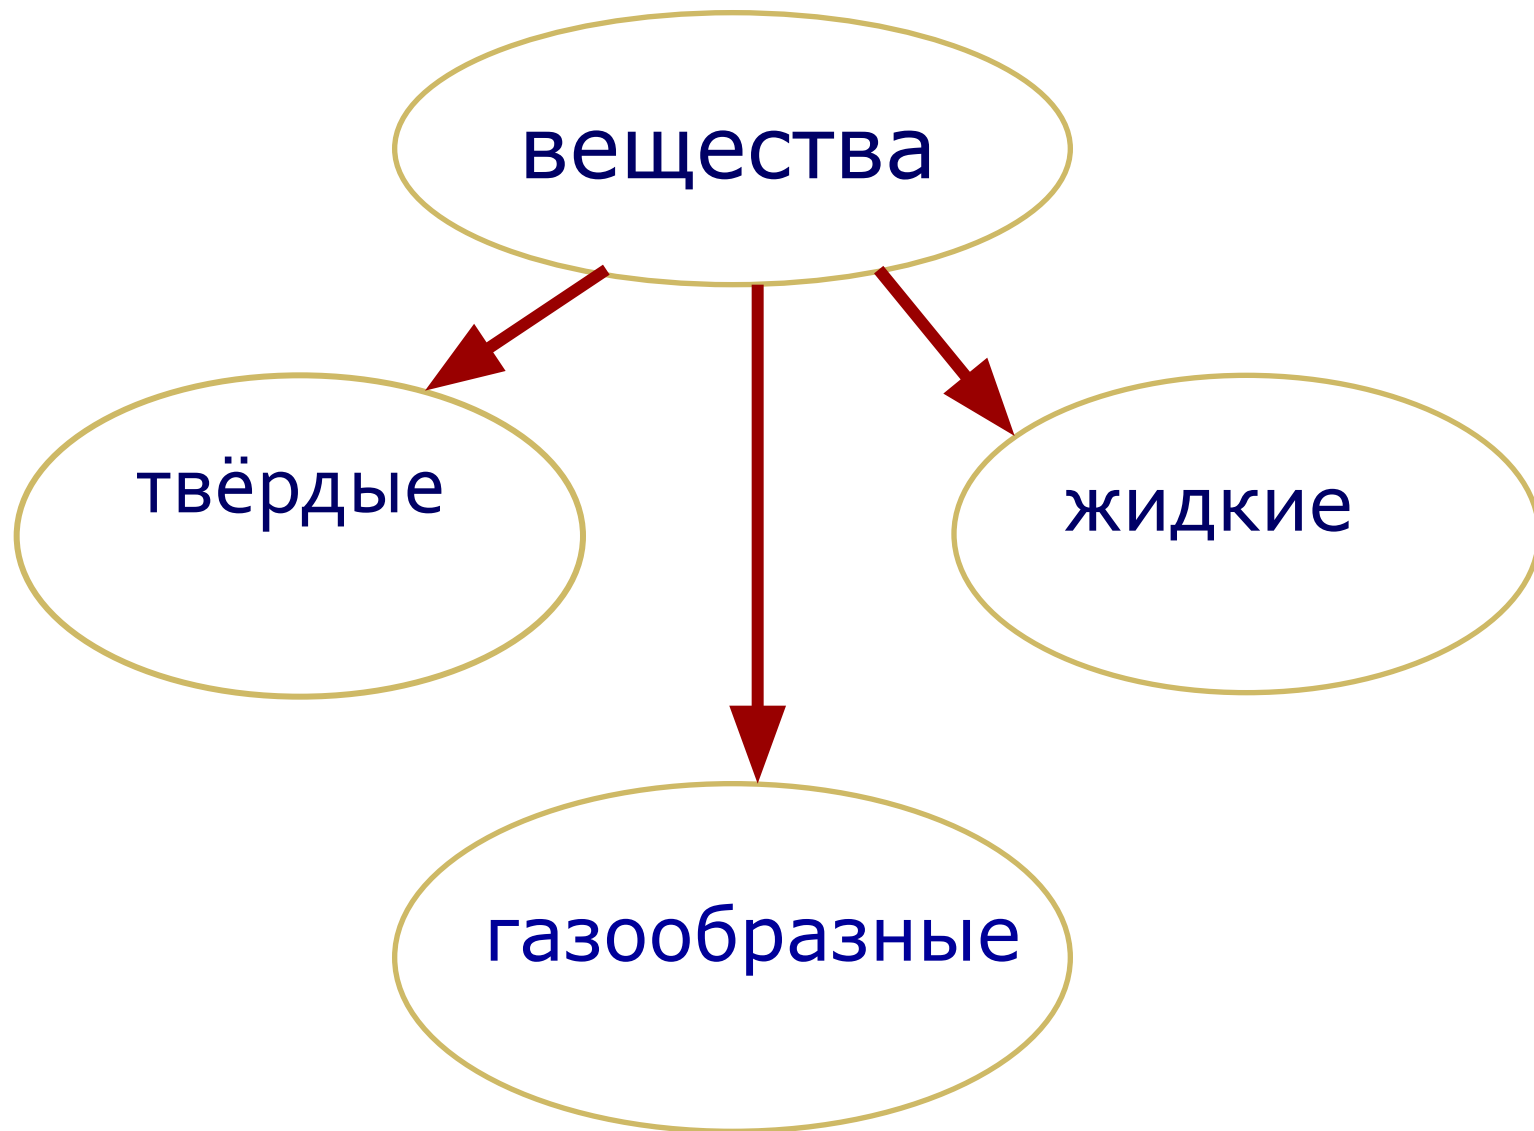 вещества
твёрдые
жидкие
газообразные